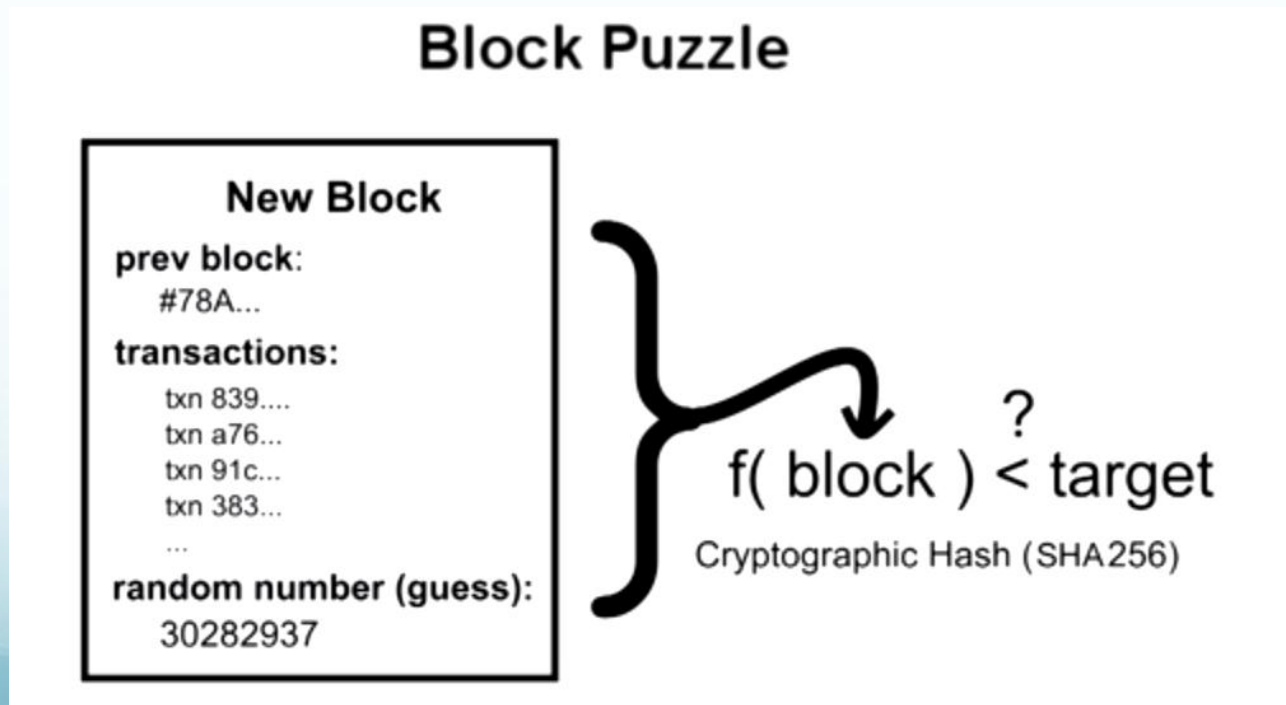 Block Puzzle
New Block
prev block:
#78A...
transactions:
txn 839....
txn a76...
txn 91c...
txn 383...
...
random number (guess):
30282937
?
f( block ) < target
Cryptographic Hash (SHA256)